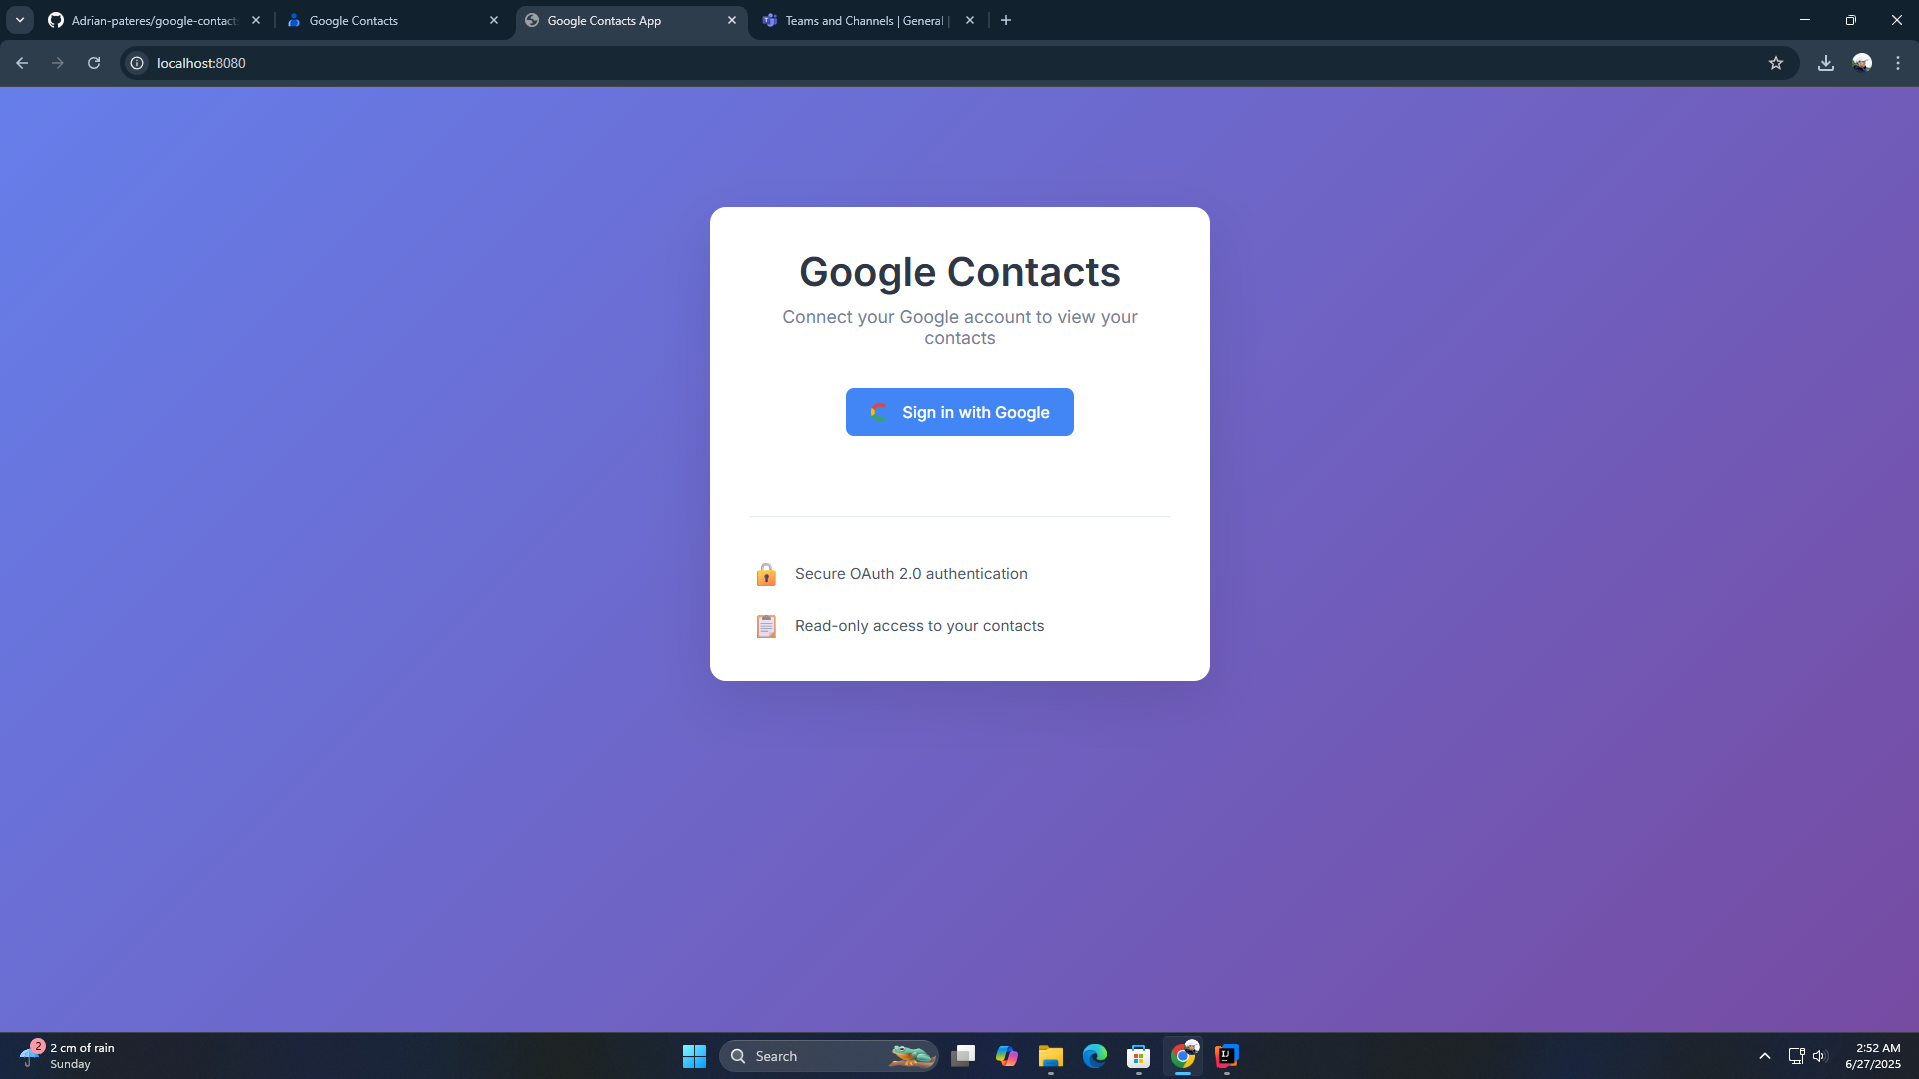 Adrian-pateres/google-contacts
Google Contacts
Google Contacts App
Teams and Channels | General |
localhost:8080
Google Contacts
Connect your Google account to view your
contacts
Sign in with Google
Secure OAuth 2.0 authentication
Read-only access to your contacts
2
2 cm of rain
Sunday
Search
IJ
2:52 AM
6/27/2025